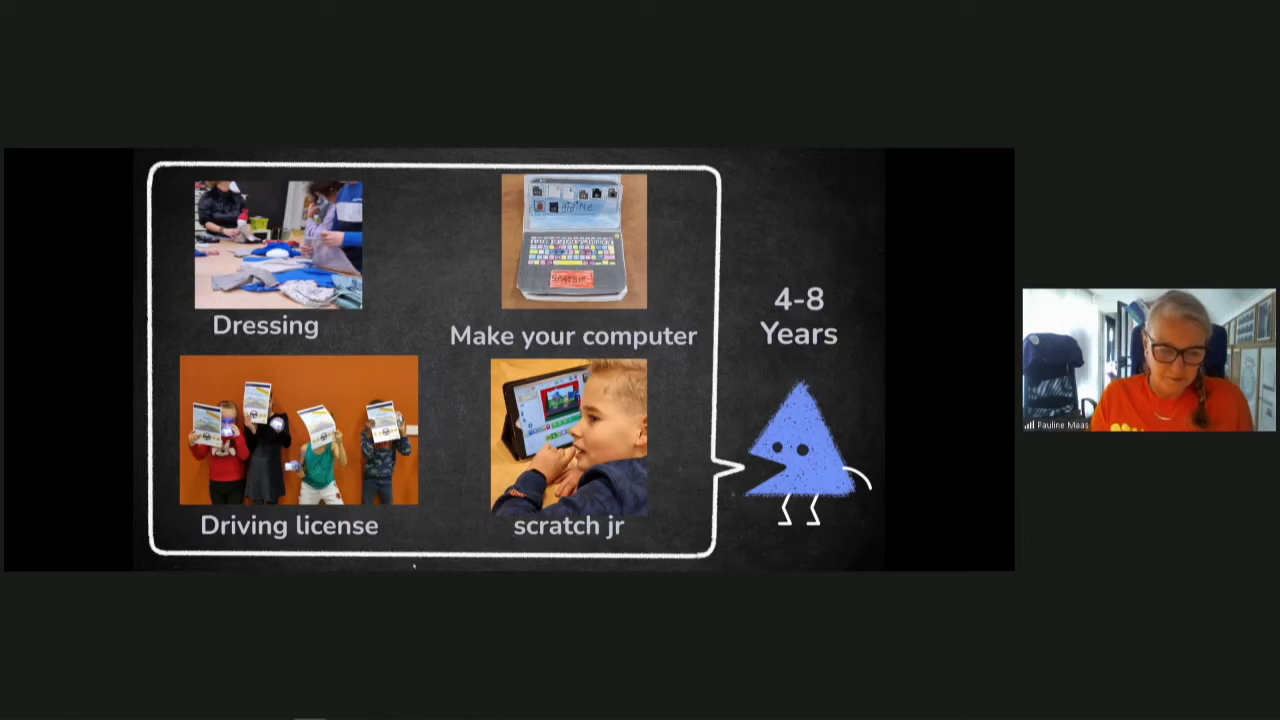 Dressing
Make your computer
4-8
Years
Driving license
scratch jr
Pauline Maas